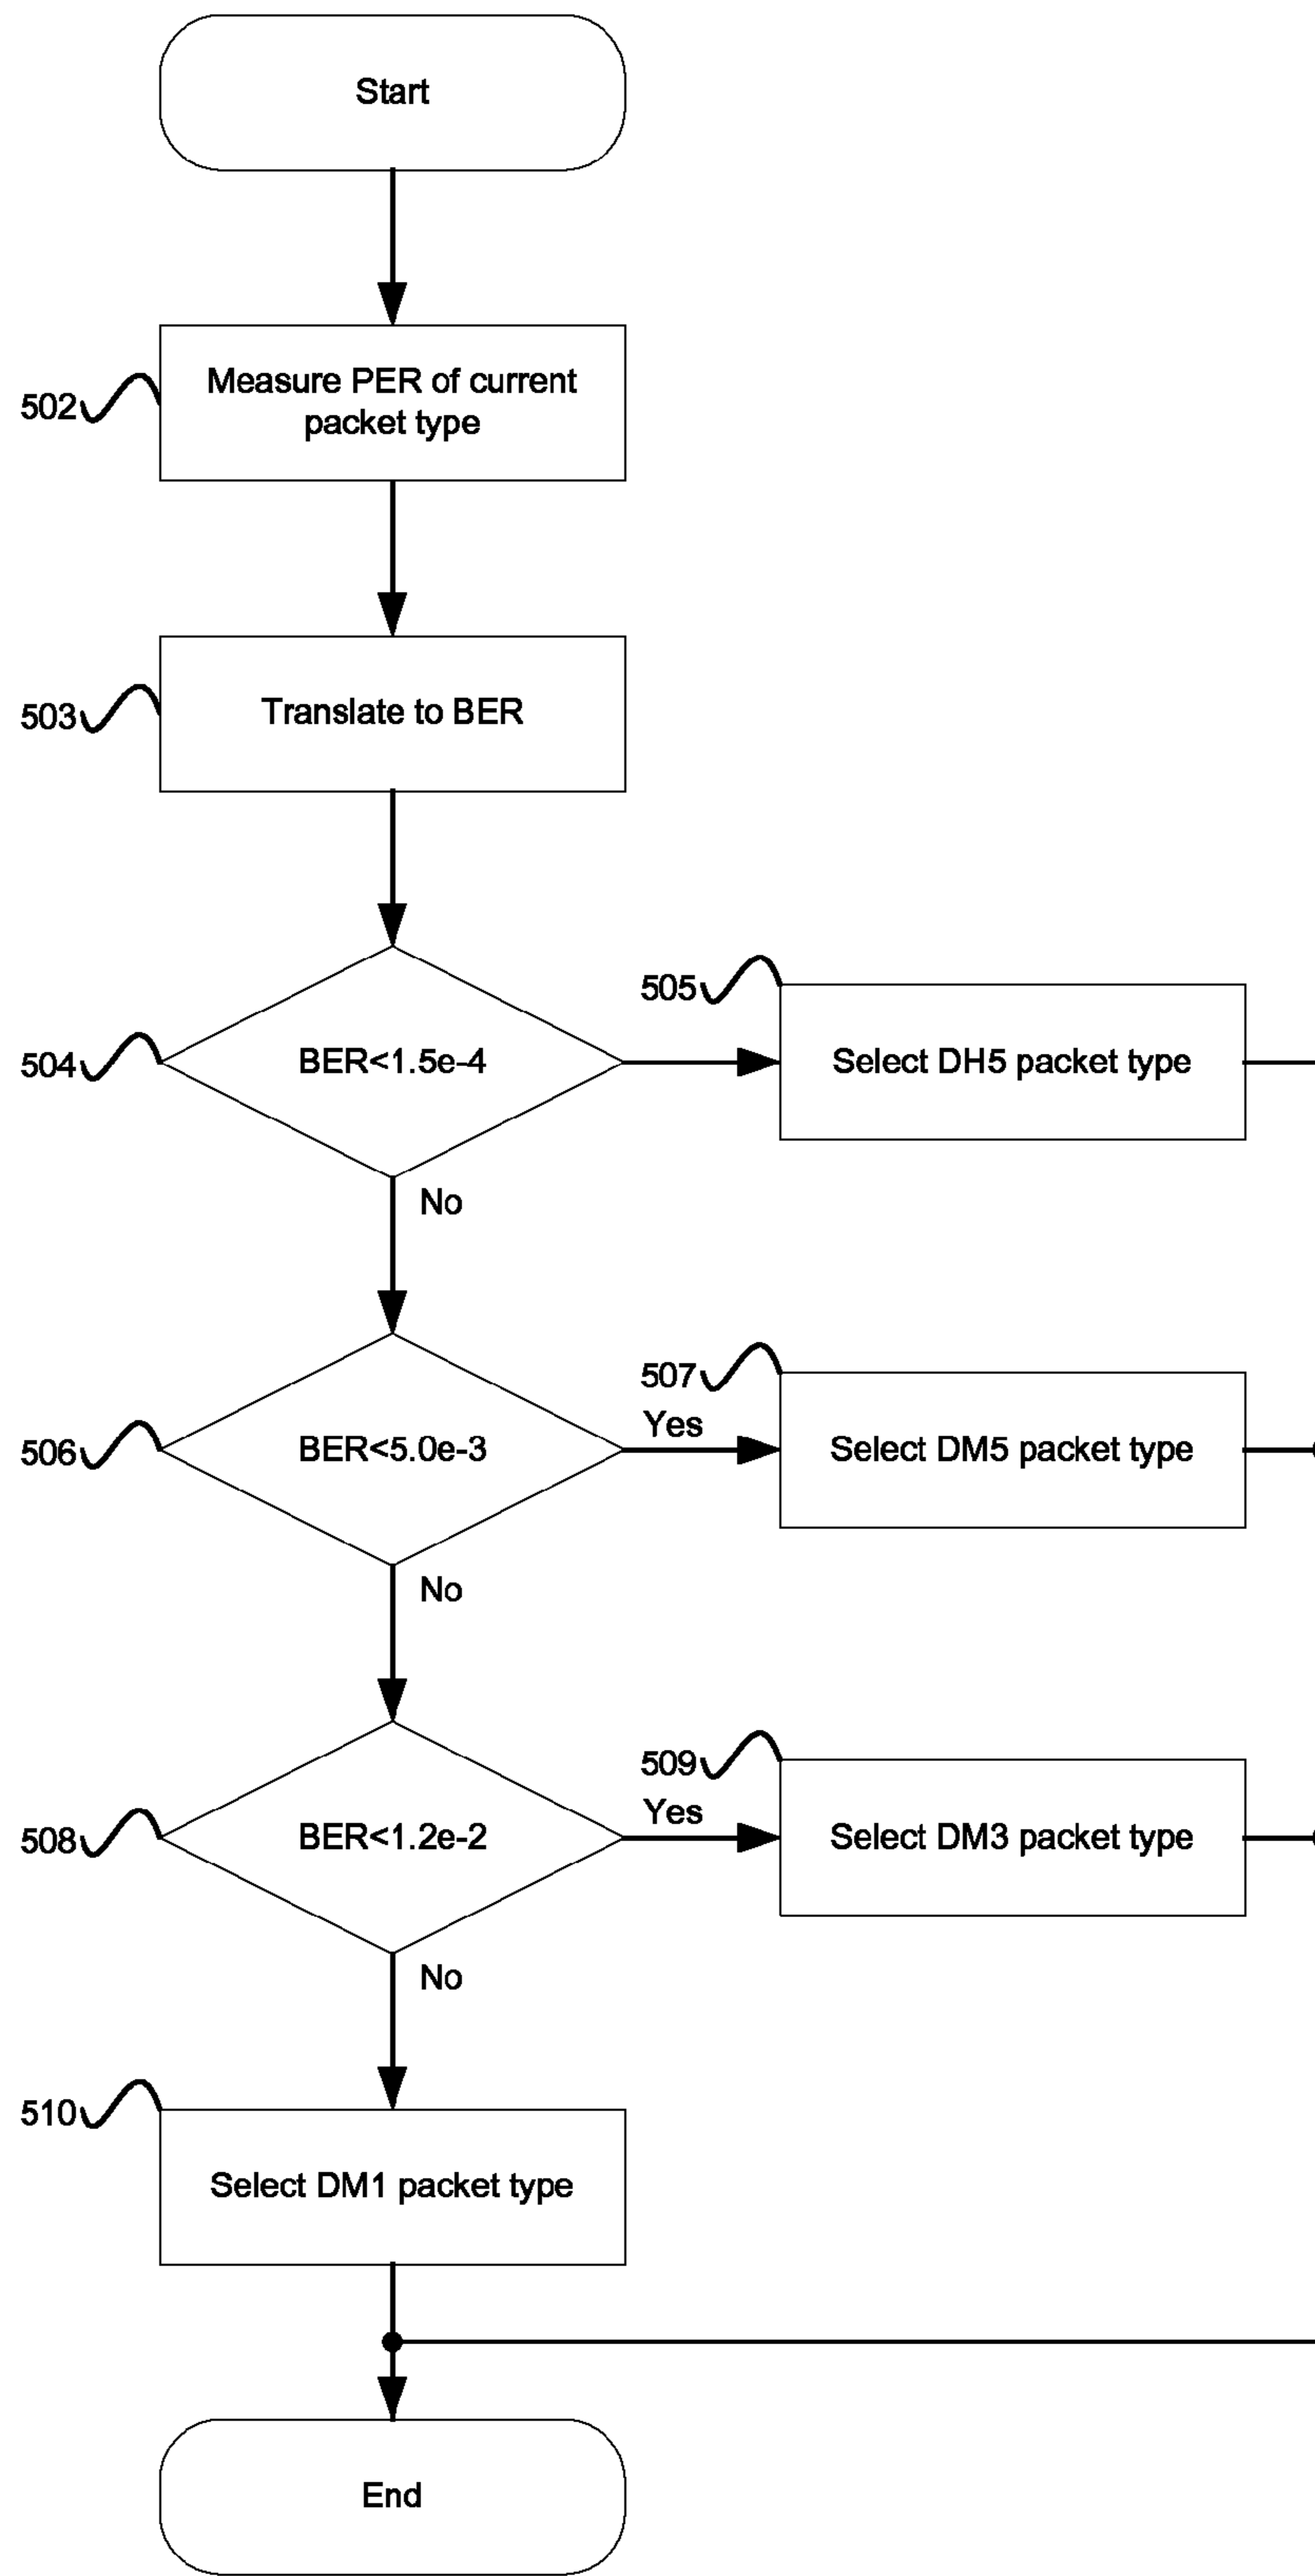 Start
502
Measure PER of current
packet type
503
Translate to BER
504
BER<1.5e-4
505
Select DH5 packet type
No
506
BER<5.0e-3
507
Yes
Select DM5 packet type
No
508
BER<1.2e-2
509
Yes
Select DM3 packet type
No
510
Select DM1 packet type
End